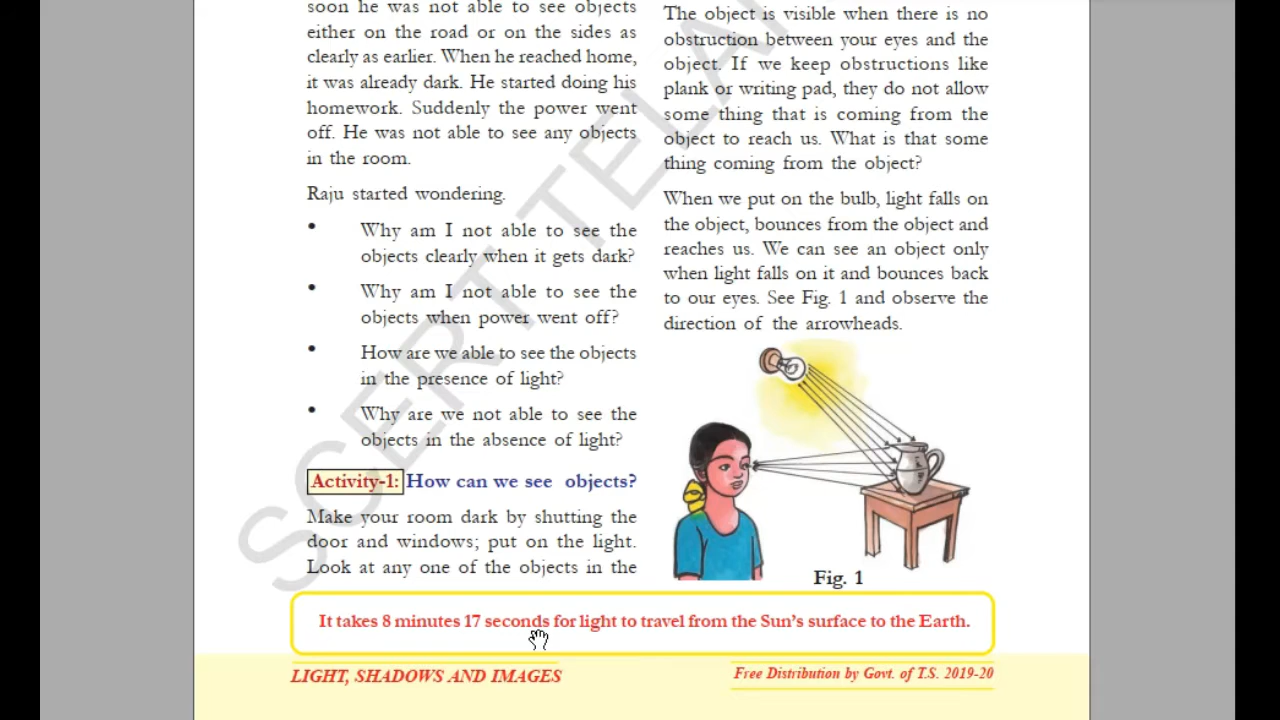 soon he was not able to see objects
either on the road or on the sides as
clearly as earlier. When he reached home,
it was already dark. He started doing his
homework. Suddenly the power went
off. He was not able to see any objects
in the room.
Raju started wondering.
• Why am I not able to see the
objects clearly when it gets dark?
• Why am I not able to see the
objects when power went off?
• How are we able to see the objects
in the presence of light?
• Why are we not able to see the
objects in the absence of light?
Activity-1: How can we see objects?
Make your room dark by shutting the
door and windows; put on the light.
Look at any one of the objects in the
The object is visible when there is no
obstruction between your eyes and the
object. If we keep obstructions like
plank or writing pad, they do not allow
some thing that is coming from the
object to reach us. What is that some
thing coming from the object?
When we put on the bulb, light falls on
the object, bounces from the object and
reaches us. We can see an object only
when light falls on it and bounces back
to our eyes. See Fig. 1 and observe the
direction of the arrowheads.
Fig. 1
It takes 8 minutes 17 seconds for light to travel from the Sun's surface to the Earth.
LIGHT, SHADOWS AND IMAGES
Free Distribution by Govt. of T.S. 2019-20
SCERT TELA